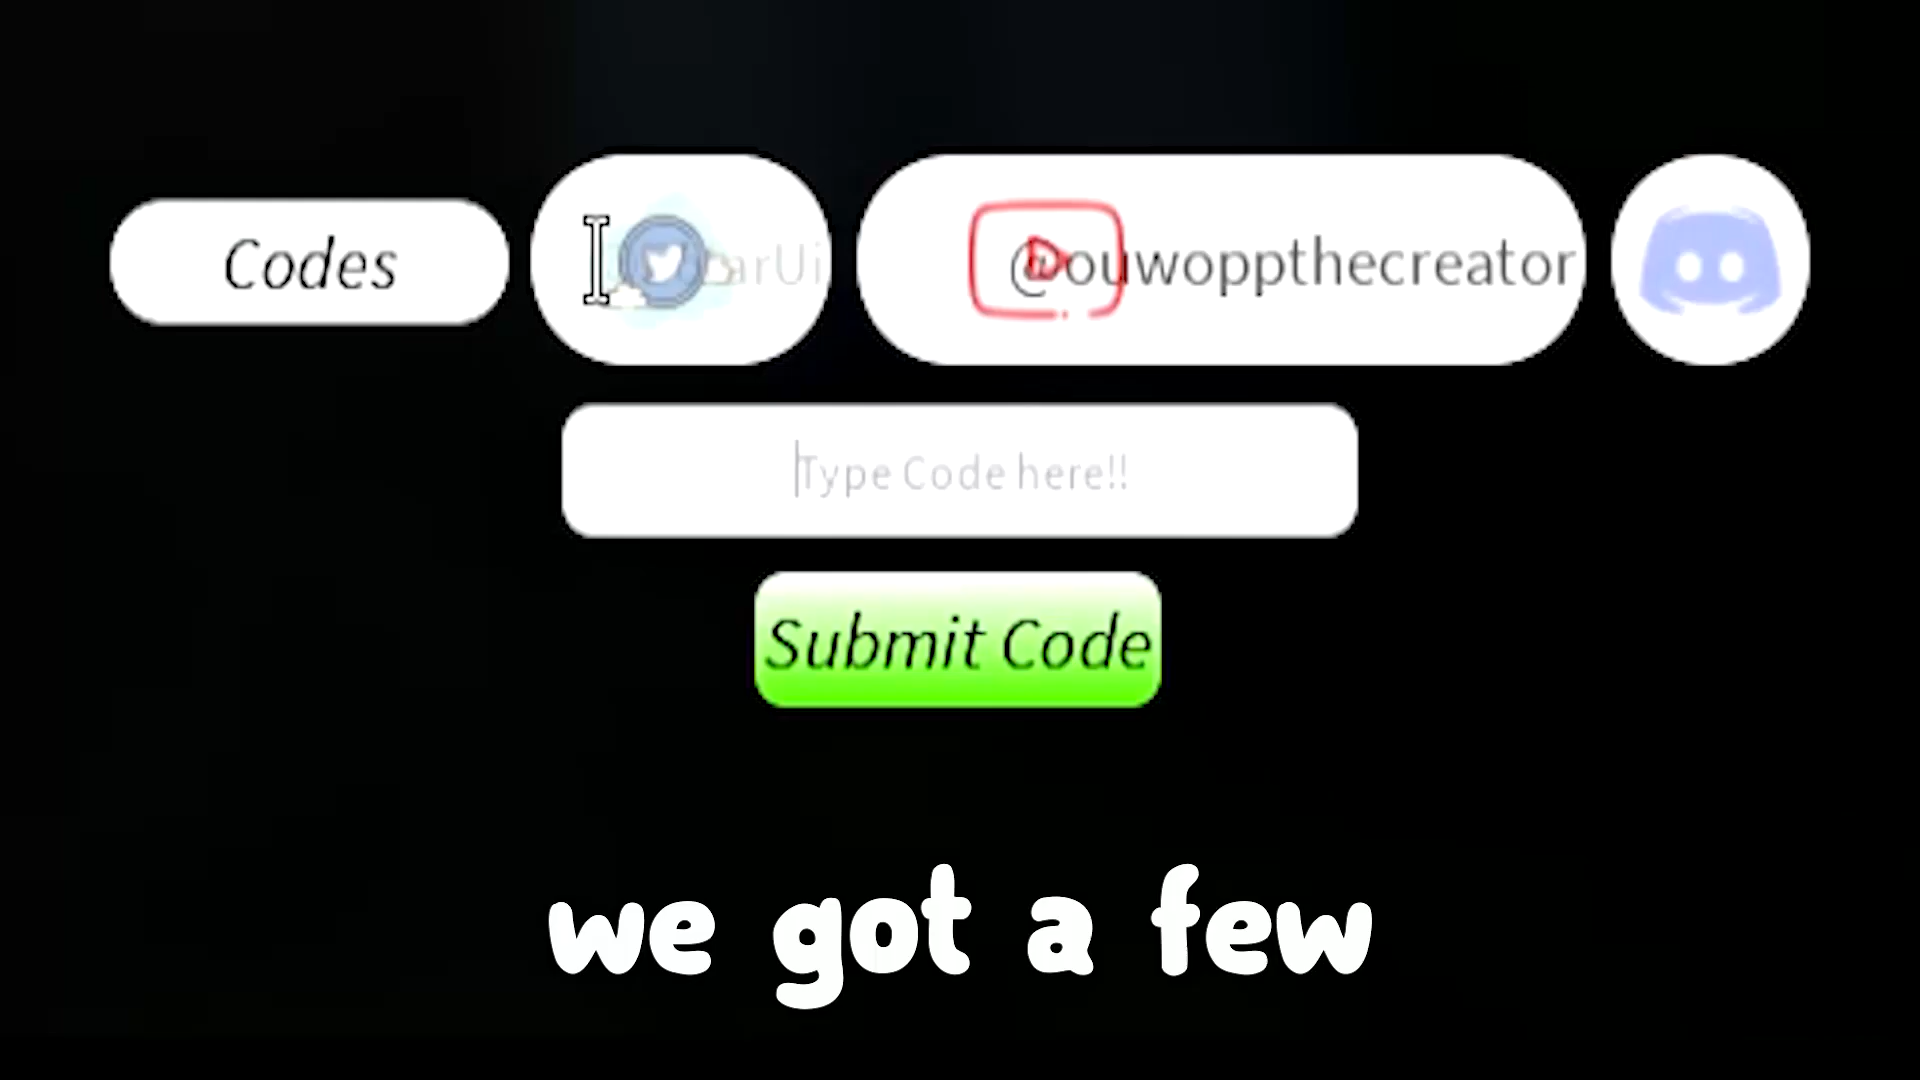 Codes
@ouwoppthecreator
Type Code here!!
Submit Code
we got a few